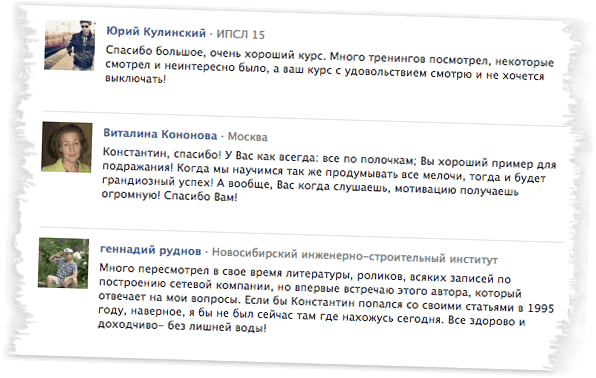 Юрий Кулинский · ИПСЛ 15
Спасибо большое, очень хороший курс. Много тренингов посмотрел, некоторые
смотрел и неинтересно было, а ваш курс с удовольствием смотрю и не хочется
выключать!
Виталина Кононова · Москва
Константин, спасибо! У Вас как всегда: все по полочкам; Вы хороший пример для
подражания! Когда мы научимся так же продумывать все мелочи, тогда и будет
грандиозный успех! А вообще, Вас когда слушаешь, мотивацию получаешь
огромную! Спасибо Вам!
геннадий руднов · Новосибирский инженерно-строительный институт
Много пересмотрел в свое время литературы, роликов, всяких записей по
построению сетевой компании, но впервые встречаю этого автора, который
отвечает на мои вопросы. Если бы Константин попался со своими статьями в 1995
году, наверное, я бы не был сейчас там где нахожусь сегодня. Все здорово и
доходчиво- без лишней воды!